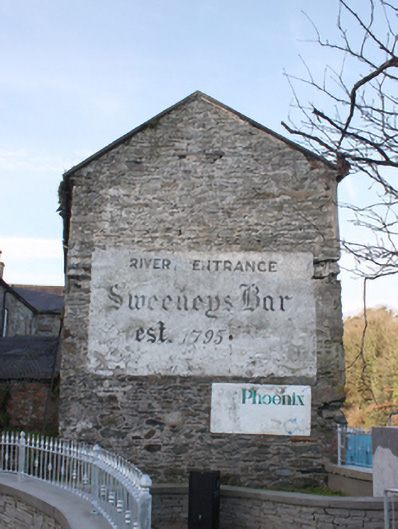 RIVER ENTRANCE
Sweeneys Bar
est. 1795
Phoenix